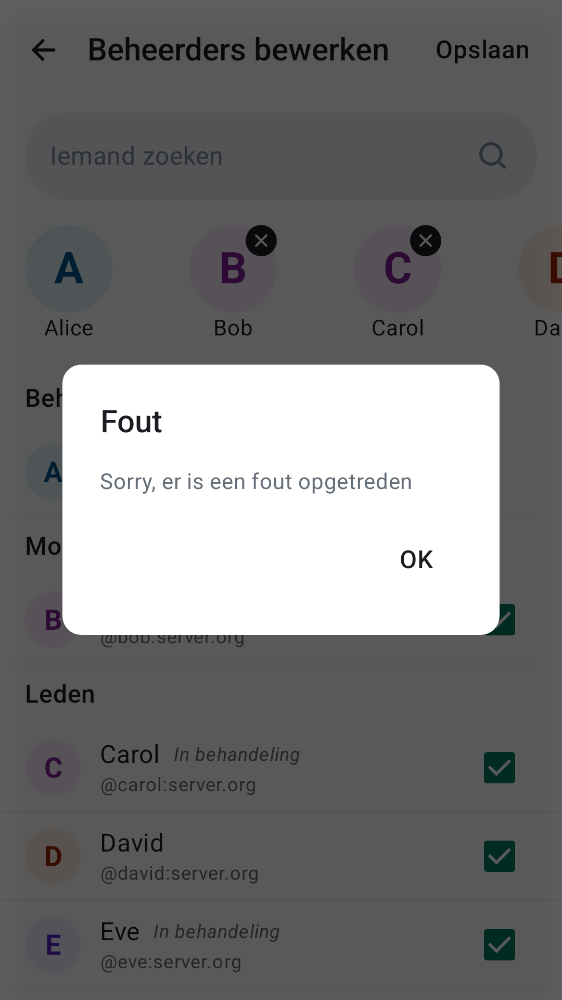 Beheerders bewerken
Opslaan
Iemand zoeken
A
B
C
Alice
Bob
Carol
Da
Beh
A
Fout
Sorry, er is een fout opgetreden
OK
Mo
B
@bob:server.org
Leden
C
Carol In behandeling
@carol:server.org
D
David
@david:server.org
E
Eve In behandeling
@eve:server.org